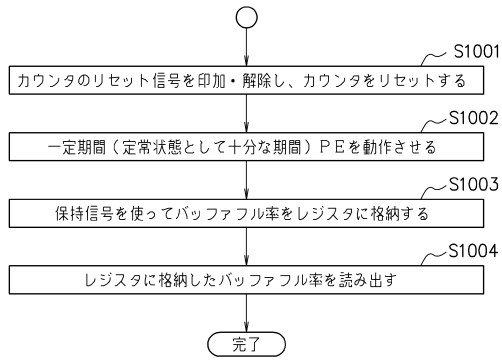 S1001
カウンタのリセット信号を印加・解除し、カウンタをリセットする
S1002
一定期間(定常状態として十分な期間)PEを動作させる
S1003
保持信号を使ってバッファフル率をレジスタに格納する
S1004
レジスタに格納したバッファフル率を読み出す
完了